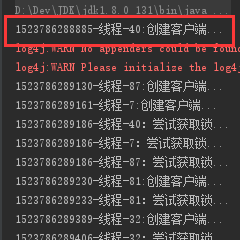 D:\Dev\JDK\jdk1.8.0_131\bin\java ...
1523786288885-线程-40:创建客户端...
log4j:WARN No appenders could be foun
log4j:WARN Please initialize the log4
1523786289130-线程-87:创建客户端...
1523786289161-线程-7:创建客户端...
1523786289186-线程-40：尝试获取锁...
1523786289186-线程-7：尝试获取锁...
1523786289186-线程-87：尝试获取锁...
1523786289230-线程-81:创建客户端...
1523786289233-线程-81：尝试获取锁...
1523786289389-线程-32:创建客户端...
1523786289406-线程-32：尝试获取锁